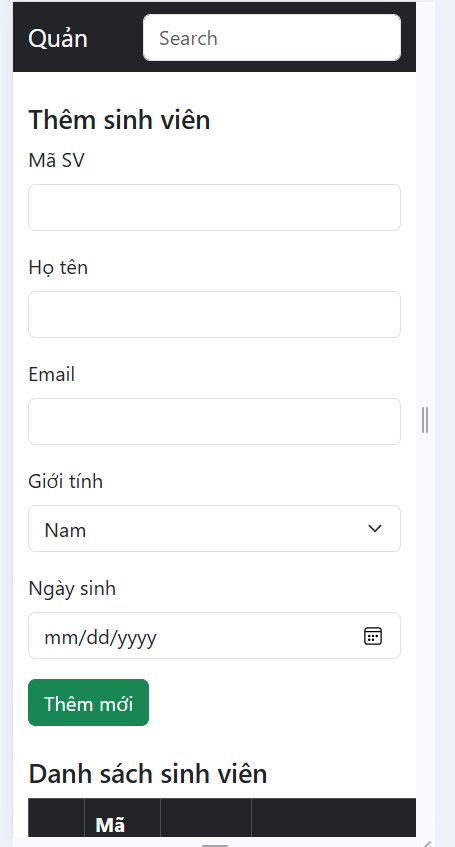 Quản
Search
Thêm sinh viên
Mã SV
Họ tên
Email
Giới tính
Nam
Ngày sinh
mm/dd/yyyy
Thêm mới
Danh sách sinh viên
Mã